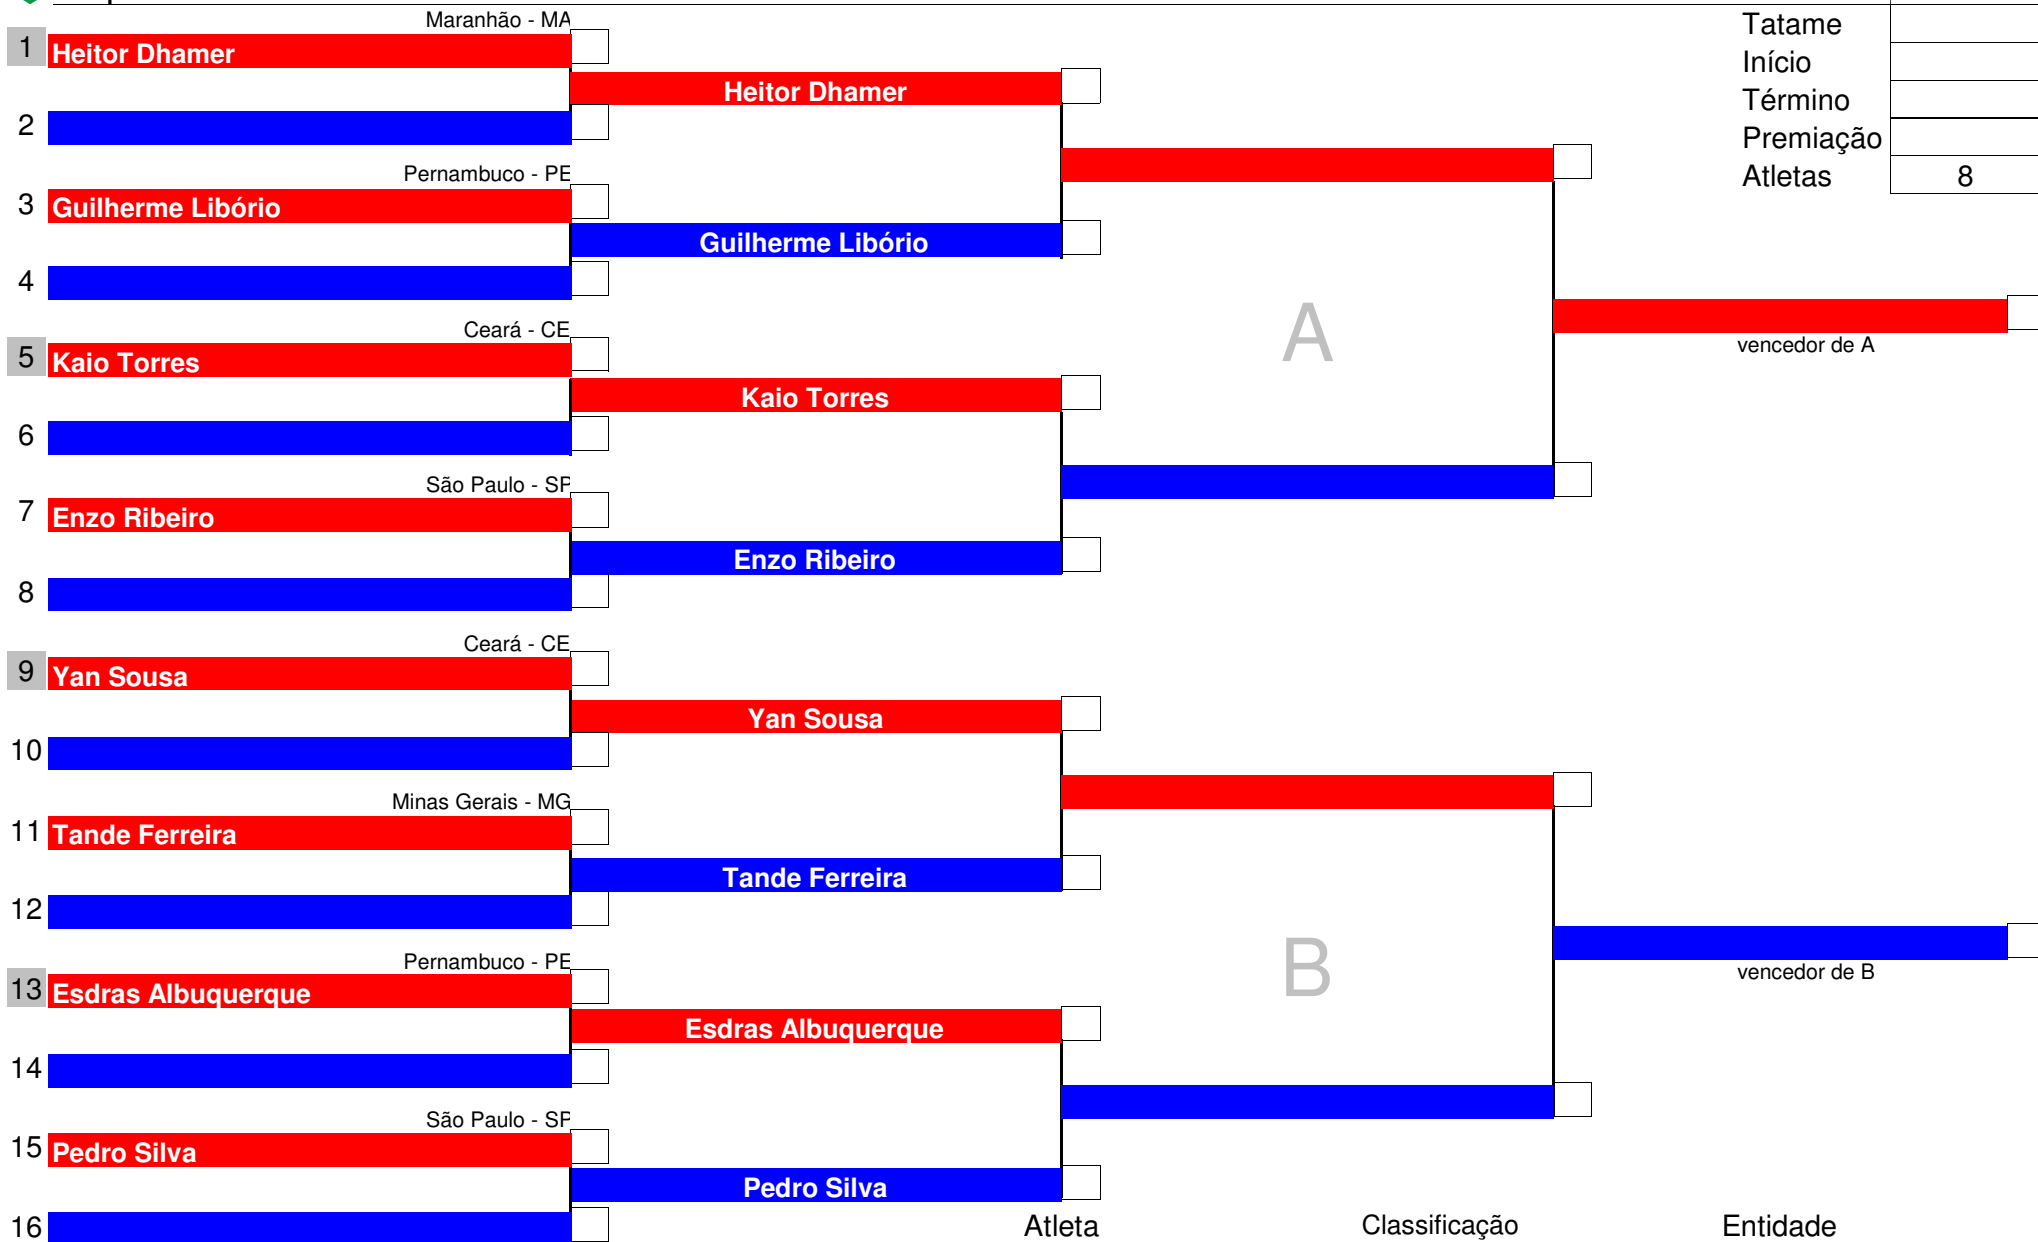 Maranhão - MA
1 Heitor Dhamer
Heitor Dhamer
2
Pernambuco - PE
3 Guilherme Libório
Guilherme Libório
4
Ceará - CE
5 Kaio Torres
Kaio Torres
6
São Paulo - SP
7 Enzo Ribeiro
Enzo Ribeiro
8
Ceará - CE
9 Yan Sousa
Yan Sousa
10
Minas Gerais - MG
11 Tande Ferreira
Tande Ferreira
12
Pernambuco - PE
13 Esdras Albuquerque
Esdras Albuquerque
14
São Paulo - SP
15 Pedro Silva
Pedro Silva
16
A
B
vencedor de A
vencedor de B
Tatame
Início
Término
Premiação
Atletas 8
Atleta Classificação Entidade